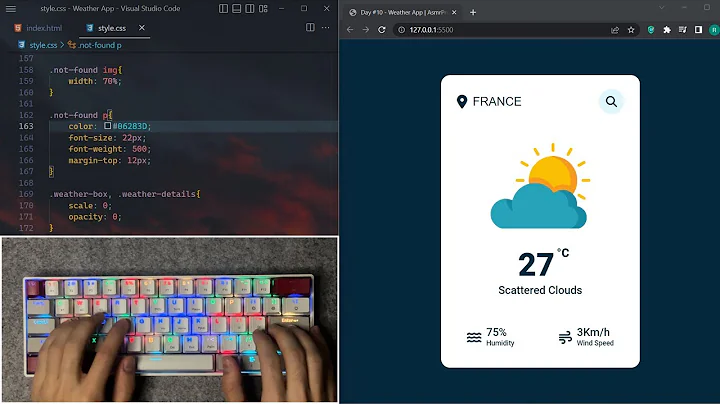 style.css - Weather App - Visual Studio Code
index.html
style.css
style.css > .not-found p
157
158 .not-found img{
159 width: 70%;
160 }
161
162 .not-found p{
163 color: #06283D;
164 font-size: 22px;
165 font-weight: 500;
166 margin-top: 12px;
167 }
168
169 .weather-box, .weather-details{
170 scale: 0;
171 opacity: 0;
172 }
Day #10 - Weather App | AsmrPr
127.0.0.1:5500
R
FRANCE
27 °C
Scattered Clouds
75%
Humidity
3Km/h
Wind Speed